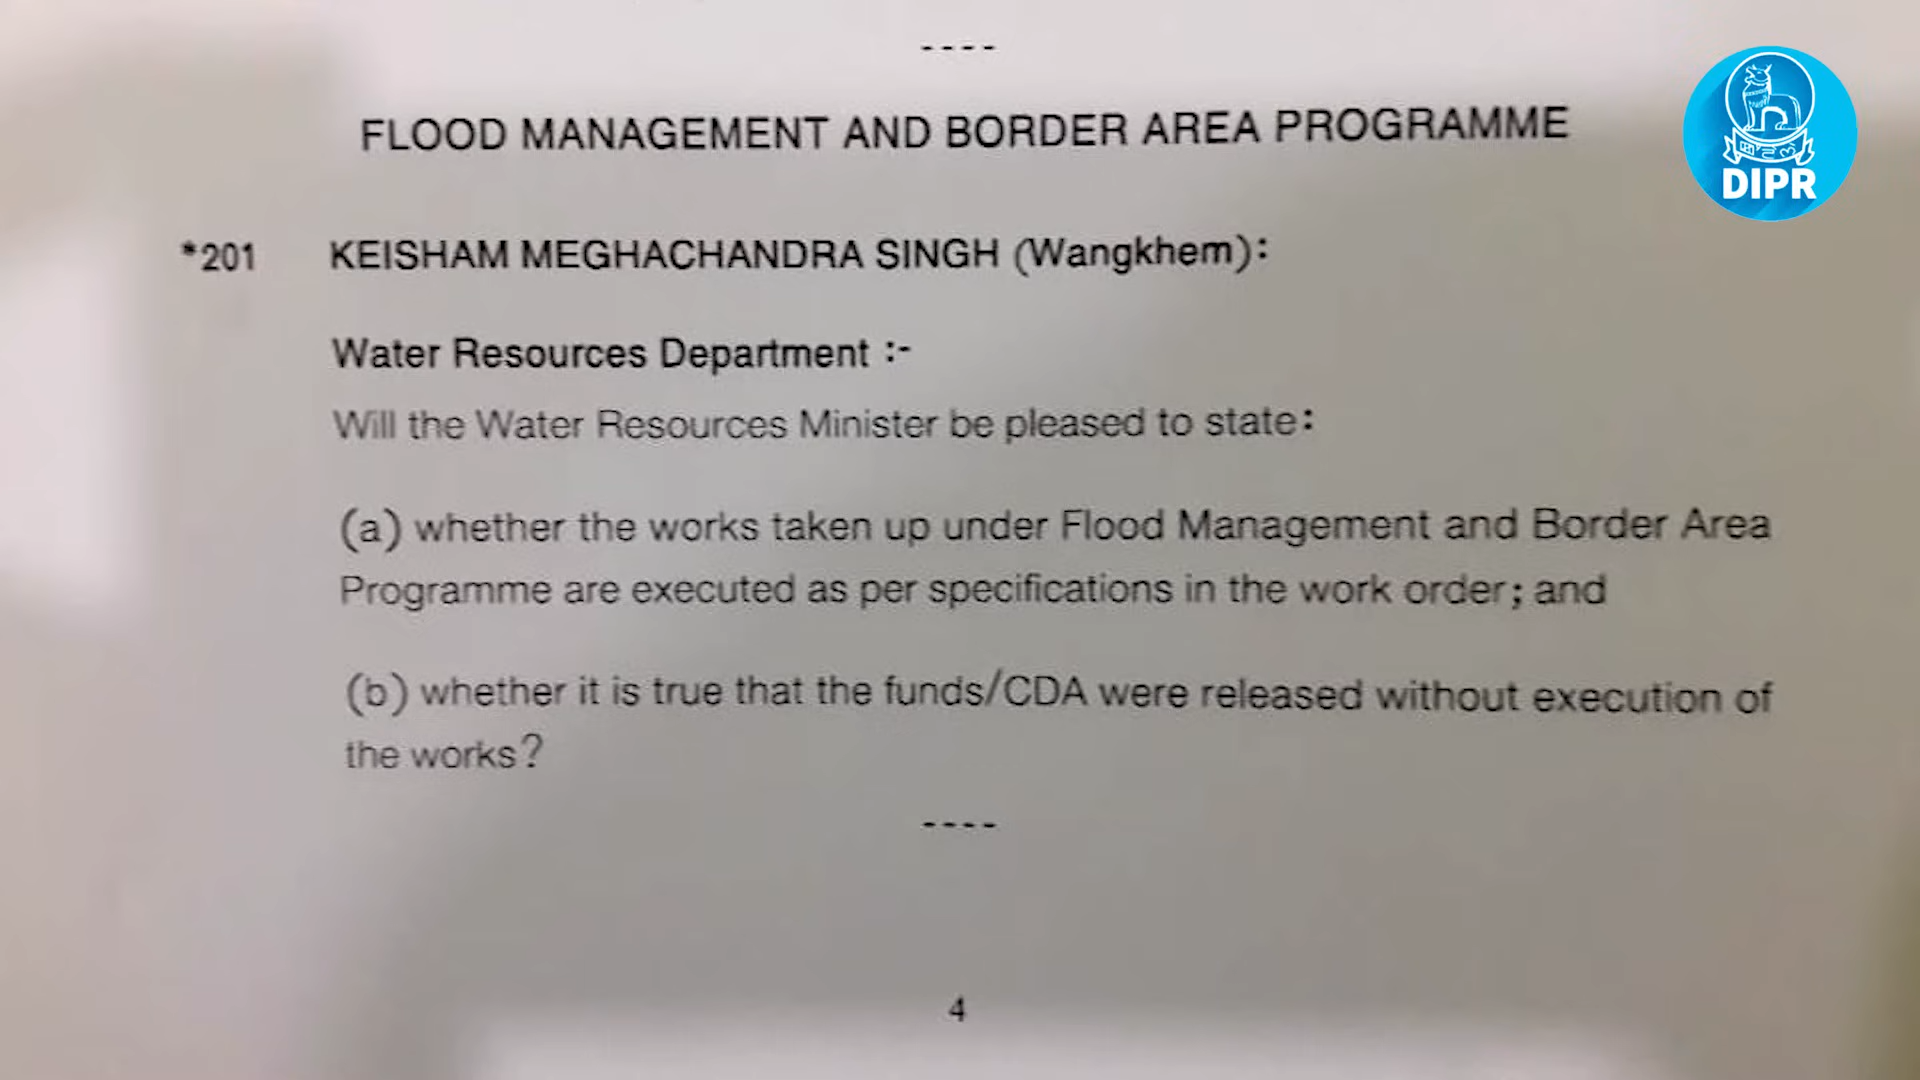 ----
FLOOD MANAGEMENT AND BORDER AREA PROGRAMME
DIPR
*201 KEISHAM MEGHACHANDRA SINGH (Wangkhem):
Water Resources Department :-
Will the Water Resources Minister be pleased to state:
(a) whether the works taken up under Flood Management and Border Area
Programme are executed as per specifications in the work order; and
(b) whether it is true that the funds/CDA were released without execution of
the works?
----
4